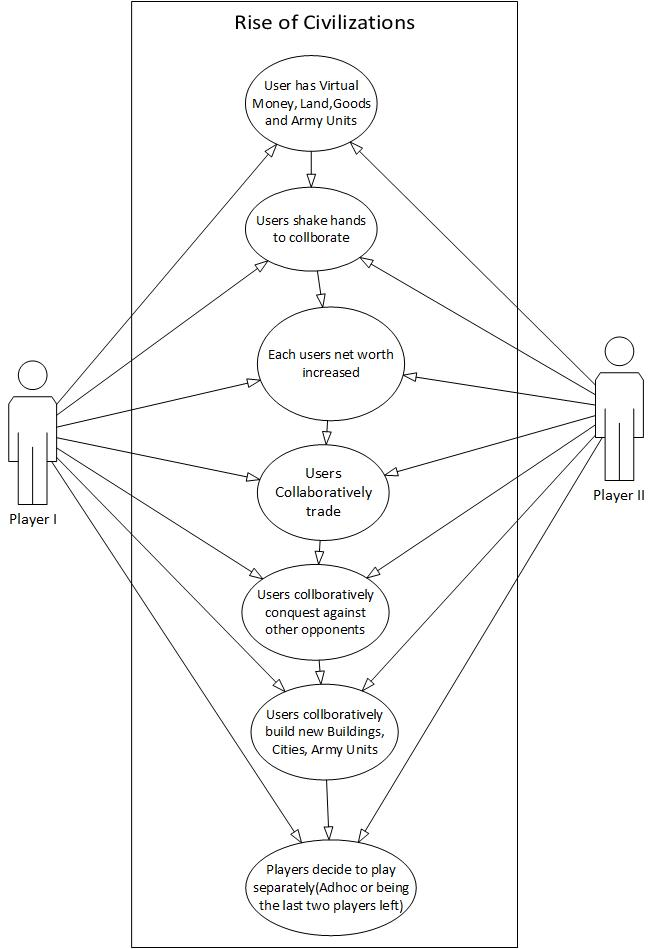 Rise of Civilizations
User has Virtual
Money, Land,Goods
and Army Units
Users shake hands
to collborate
Each users net worth
increased
Users
Collaboratively
trade
Player I
Player II
Users collboratively
conquest against
other opponents
Users collboratively
build new Buildings,
Cities, Army Units
Players decide to play
separately(Adhoc or being
the last two players left)